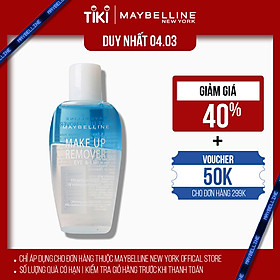 TIKI | MAYBELLINE
NEW YORK
DUY NHẤT 04.03
MAYBELLINE
MAKE UP
REMOVER
GIẢM GIÁ
40%
+
VOUCHER
50K
CHO ĐƠN HÀNG 299K
CHỈ ÁP DỤNG CHO ĐƠN HÀNG THUỘC MAYBELLINE NEW YORK OFFICAL STORE
SỐ LƯỢNG QUÀ CÓ HẠN | KIỂM TRA GIỎ HÀNG TRƯỚC KHI THANH TOÁN